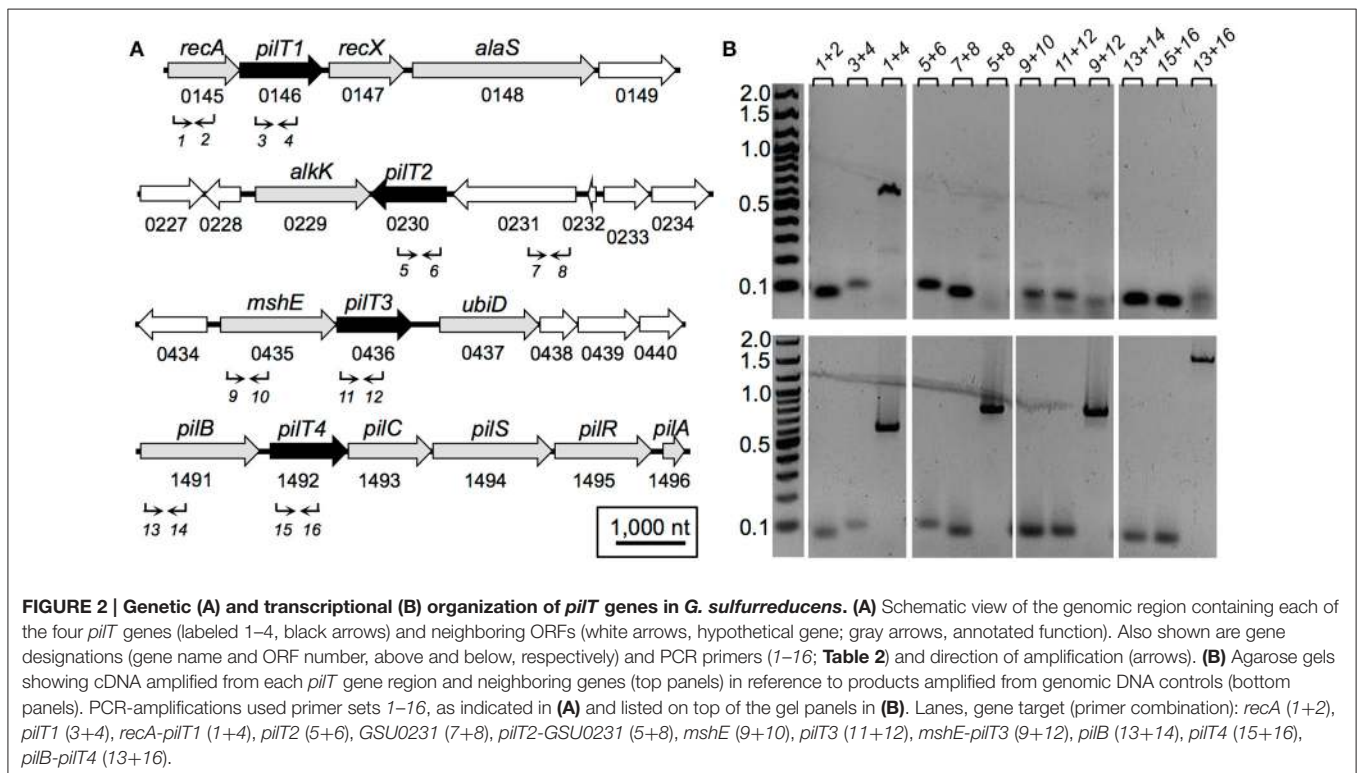 A
recA pilT1 recX alaS
0145 0146 0147 0148 0149
1 2 3 4
alkK pilT2
0227 0228 0229 0230 0231 0232 0233 0234
5 6 7 8
mshE pilT3 ubiD
0434 0435 0436 0437 0438 0439 0440
9 10 11 12
pilB pilT4 pilC pilS pilR pilA
1491 1492 1493 1494 1495 1496
13 14 15 16
1,000 nt
B
1+2 3+4 1+4 5+6 7+8 5+8 9+10 11+12 9+12 13+14 15+16 13+16
2.0
1.5
1.0
0.5
0.1
2.0
1.5
1.0
0.5
0.1
FIGURE 2 | Genetic (A) and transcriptional (B) organization of pilT genes in G. sulfurreducens. (A) Schematic view of the genomic region containing each of
the four pilT genes (labeled 1–4, black arrows) and neighboring ORFs (white arrows, hypothetical gene; gray arrows, annotated function). Also shown are gene
designations (gene name and ORF number, above and below, respectively) and PCR primers (1–16; Table 2) and direction of amplification (arrows). (B) Agarose gels
showing cDNA amplified from each pilT gene region and neighboring genes (top panels) in reference to products amplified from genomic DNA controls (bottom
panels). PCR-amplifications used primer sets 1–16, as indicated in (A) and listed on top of the gel panels in (B). Lanes, gene target (primer combination): recA (1+2),
pilT1 (3+4), recA-pilT1 (1+4), pilT2 (5+6), GSU0231 (7+8), pilT2-GSU0231 (5+8), mshE (9+10), pilT3 (11+12), mshE-pilT3 (9+12), pilB (13+14), pilT4 (15+16),
pilB-pilT4 (13+16).